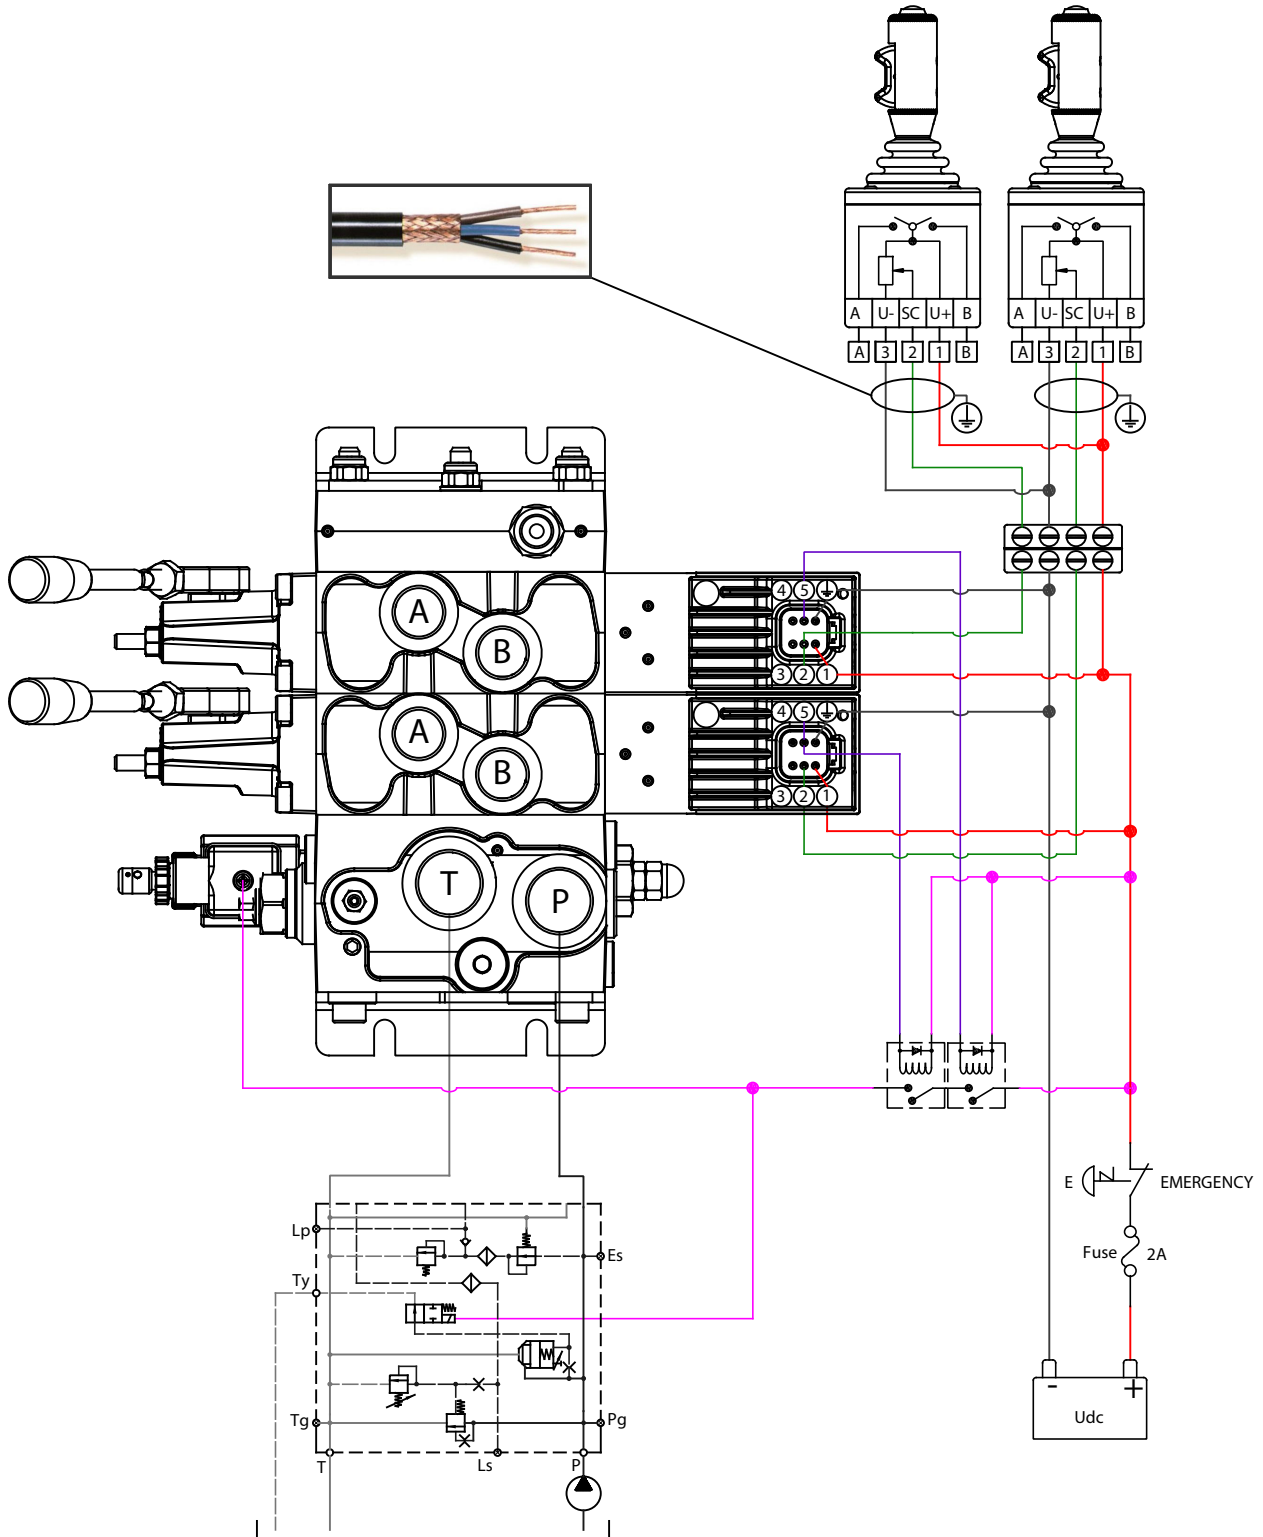 A U- SC U+ B
A U- SC U+ B
A 3 2 1 B
A 3 2 1 B
A
B
4 5
3 2 1
A
B
4 5
3 2 1
T
P
E
EMERGENCY
Fuse 2A
Lp
Es
Ty
Tg
Pg
T
Ls
P
- +
Udc